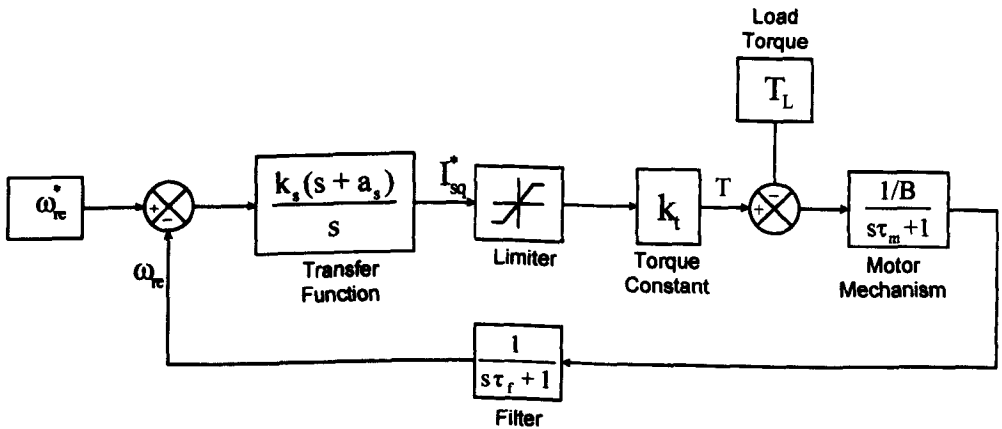 Load
Torque
T_L
ω*_re
+
−
k_s(s + a_s)
s
Transfer
Function
I*_sq
Limiter
k_t
Torque
Constant
T
+
−
1/B
sτ_m+1
Motor
Mechanism
ω_re
1
sτ_f + 1
Filter